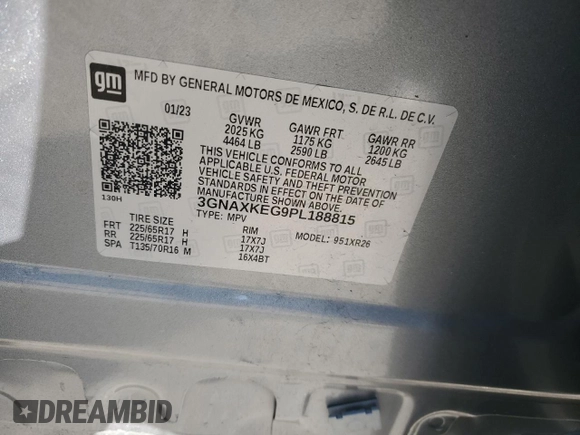 gm
MFD BY GENERAL MOTORS DE MEXICO, S. DE R.L. DE C.V.
01/23 GVWR GAWR FRT GAWR RR
2025 KG 1175 KG 1200 KG
4464 LB 2590 LB 2645 LB
THIS VEHICLE CONFORMS TO ALL
APPLICABLE U.S. FEDERAL MOTOR
VEHICLE SAFETY AND THEFT PREVENTION
STANDARDS IN EFFECT ON THE DATE OF
MANUFACTURE SHOWN ABOVE.
130H 3GNAXKEG9PL188815
TYPE: MPV
TIRE SIZE RIM MODEL: 951XR26
FRT 225/65R17 H 17X7J
RR 225/65R17 H 17X7J
SPA T135/70R16 M 16X4BT
DREAMBID